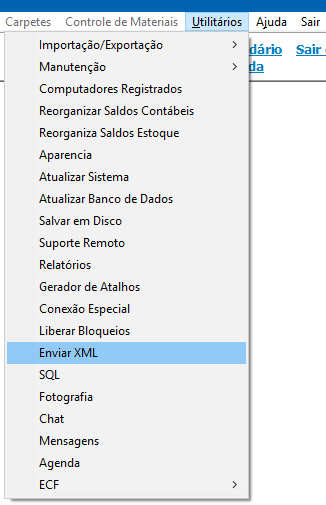 Carpetes Controle de Materiais Utilitários Ajuda Sair
Importação/Exportação
Manutenção
Computadores Registrados
Reorganizar Saldos Contábeis
Reorganiza Saldos Estoque
Aparencia
Atualizar Sistema
Atualizar Banco de Dados
Salvar em Disco
Suporte Remoto
Relatórios
Gerador de Atalhos
Conexão Especial
Liberar Bloqueios
Enviar XML
SQL
Fotografia
Chat
Mensagens
Agenda
ECF
dário Sair
da